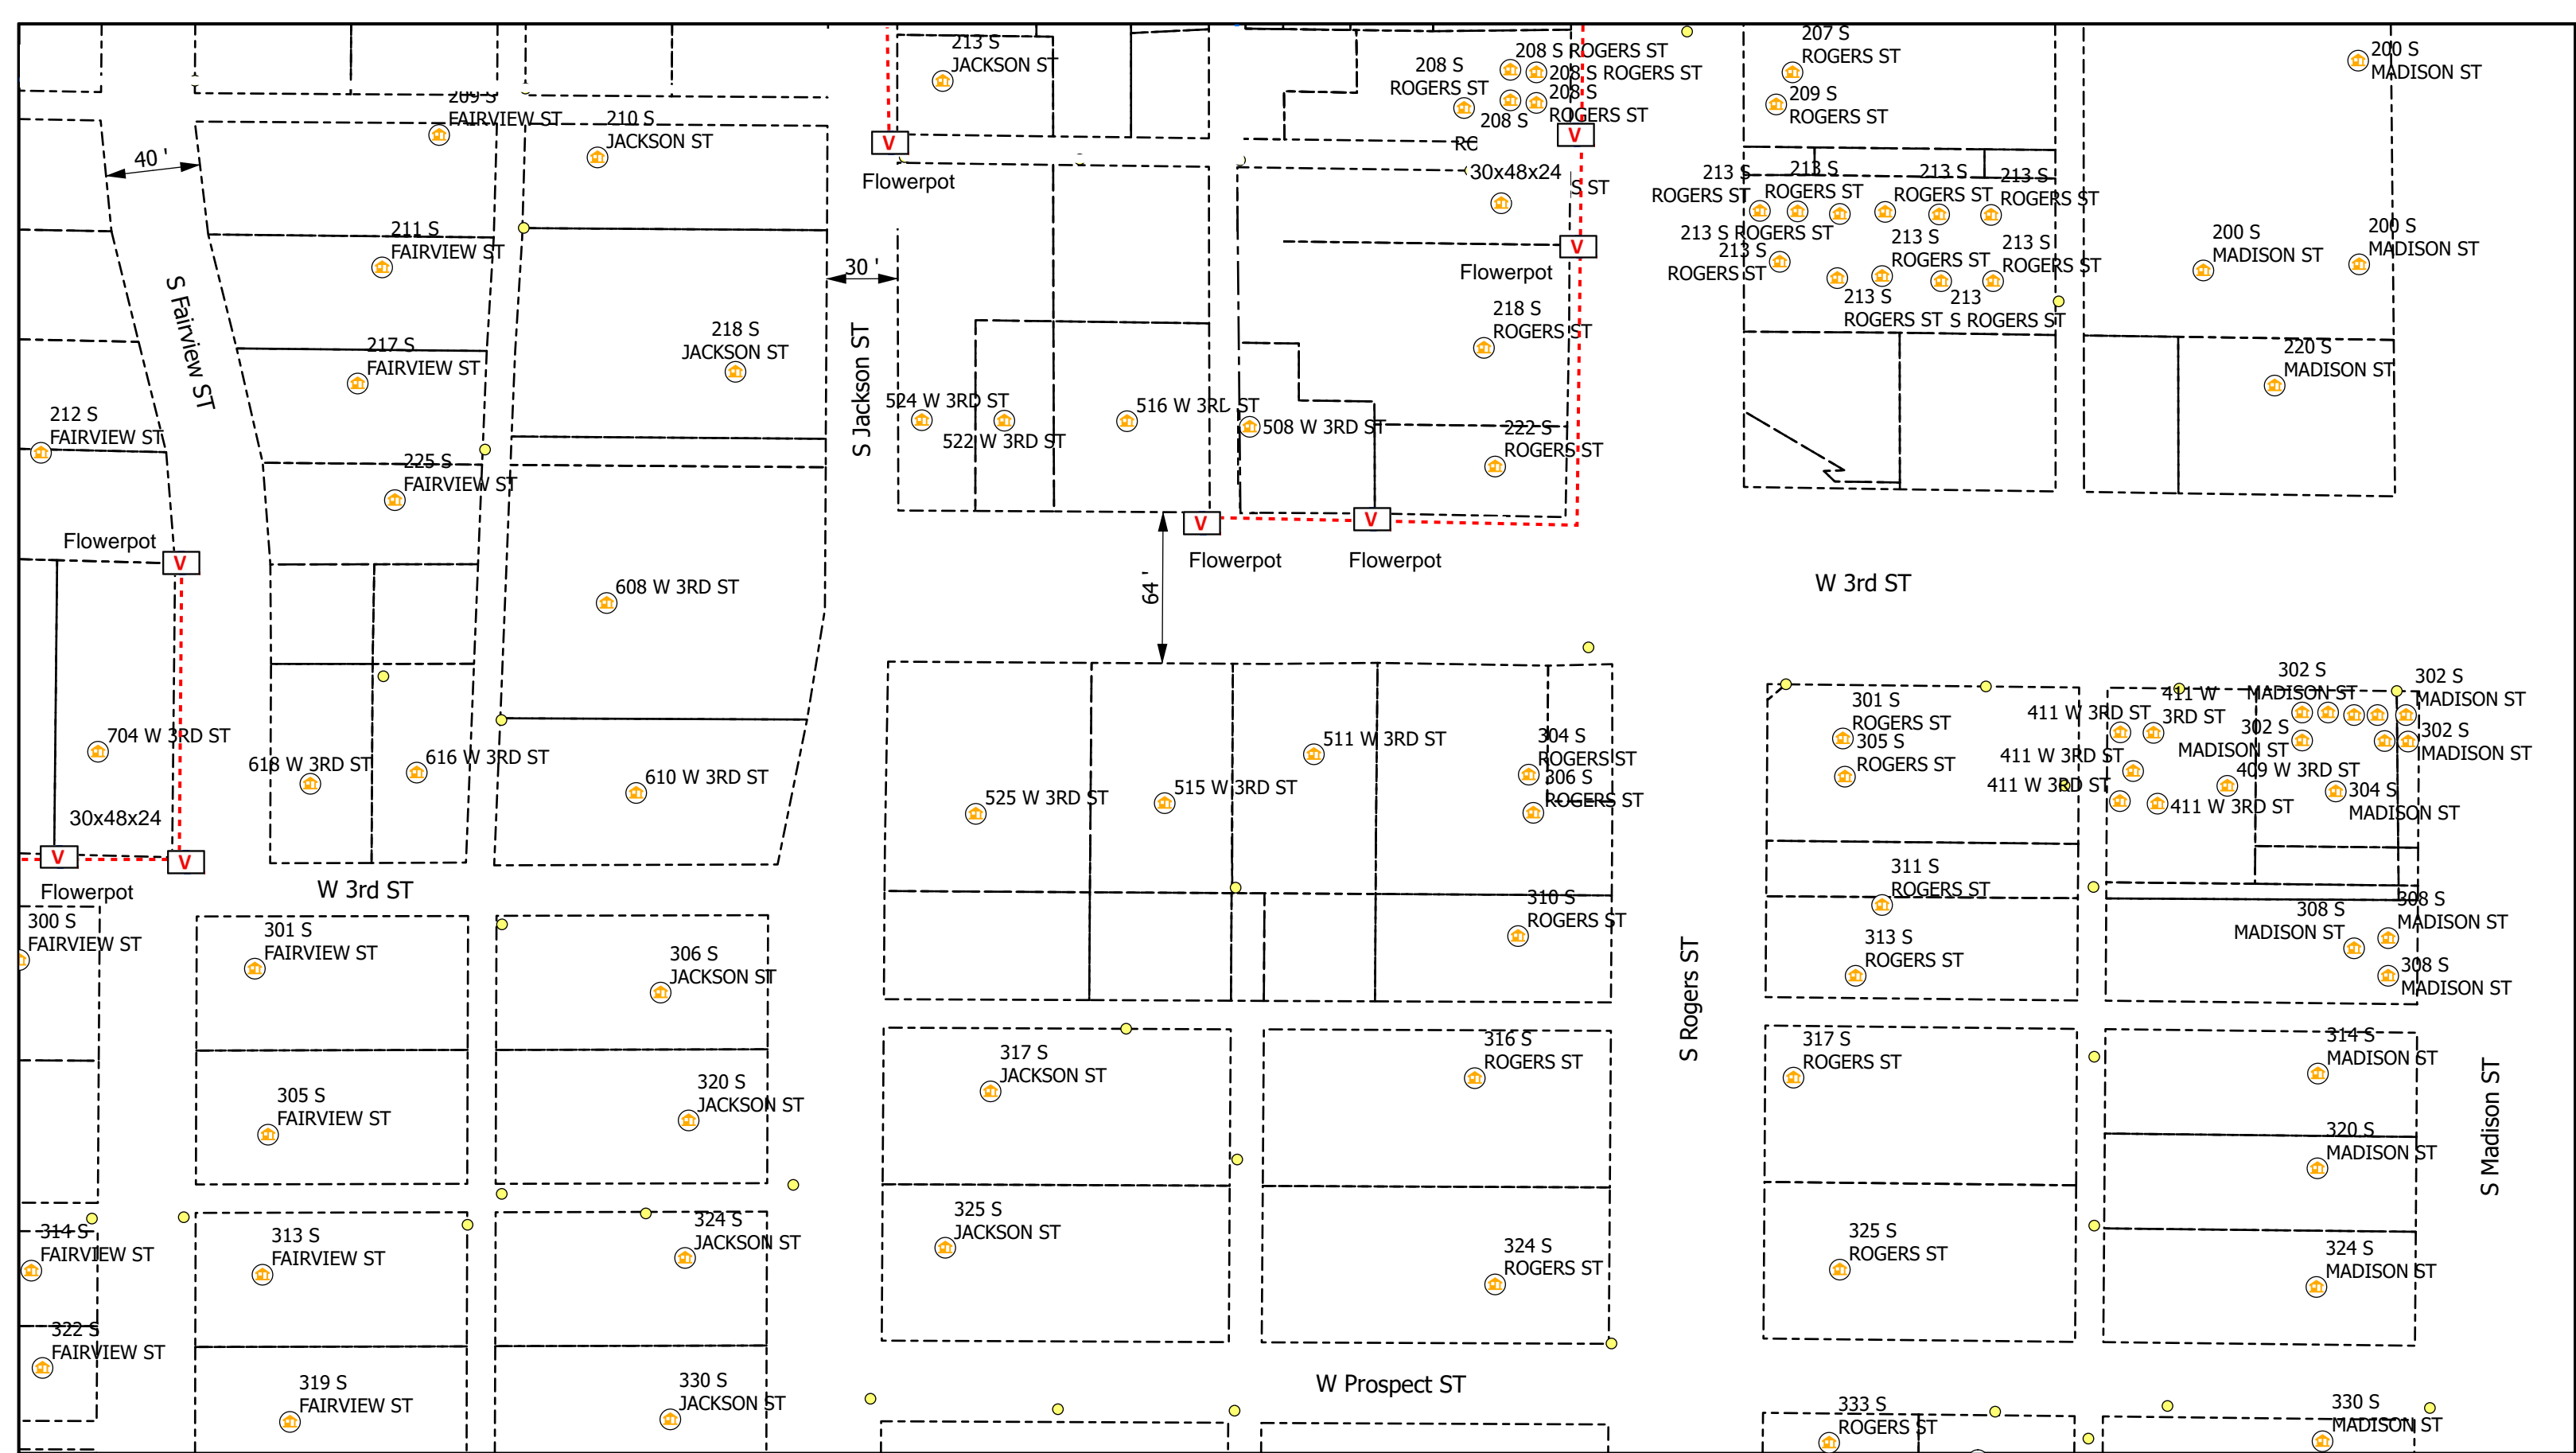 213 S
JACKSON ST
208 S ROGERS ST
208 S
ROGERS ST
208 S ROGERS ST
208 S
ROGERS ST
208 S
207 S
ROGERS ST
209 S
ROGERS ST
200 S
MADISON ST
209 S
FAIRVIEW ST
210 S
JACKSON ST
40 '
V
V
Flowerpot
30x48x24
S ST
213 S
ROGERS ST
213 S
ROGERS ST
213 S
ROGERS ST
213 S
ROGERS ST
213 S ROGERS ST
213 S
ROGERS ST
213 S
ROGERS ST
213 S
ROGERS ST
213 S
ROGERS ST
213
S ROGERS ST
200 S
MADISON ST
200 S
MADISON ST
211 S
FAIRVIEW ST
30 '
V
Flowerpot
S Fairview ST
217 S
FAIRVIEW ST
218 S
JACKSON ST
S Jackson ST
218 S
ROGERS ST
220 S
MADISON ST
212 S
FAIRVIEW ST
524 W 3RD ST
522 W 3RD ST
516 W 3RD ST
508 W 3RD ST
222 S
ROGERS ST
225 S
FAIRVIEW ST
Flowerpot
V
V
V
Flowerpot
Flowerpot
64 '
W 3rd ST
608 W 3RD ST
704 W 3RD ST
618 W 3RD ST
616 W 3RD ST
610 W 3RD ST
525 W 3RD ST
515 W 3RD ST
511 W 3RD ST
304 S
ROGERS ST
306 S
ROGERS ST
301 S
ROGERS ST
305 S
ROGERS ST
411 W 3RD ST
411 W
3RD ST
302 S
MADISON ST
302 S
MADISON ST
302 S
MADISON ST
302 S
MADISON ST
411 W 3RD ST
411 W 3RD ST
411 W 3RD ST
409 W 3RD ST
304 S
MADISON ST
30x48x24
V
V
Flowerpot
W 3rd ST
300 S
FAIRVIEW ST
301 S
FAIRVIEW ST
306 S
JACKSON ST
310 S
ROGERS ST
311 S
ROGERS ST
313 S
ROGERS ST
308 S
MADISON ST
308 S
MADISON ST
308 S
MADISON ST
S Rogers ST
305 S
FAIRVIEW ST
320 S
JACKSON ST
317 S
JACKSON ST
316 S
ROGERS ST
317 S
ROGERS ST
314 S
MADISON ST
320 S
MADISON ST
S Madison ST
314 S
FAIRVIEW ST
313 S
FAIRVIEW ST
324 S
JACKSON ST
325 S
JACKSON ST
324 S
ROGERS ST
325 S
ROGERS ST
324 S
MADISON ST
322 S
FAIRVIEW ST
319 S
FAIRVIEW ST
330 S
JACKSON ST
W Prospect ST
333 S
ROGERS ST
330 S
MADISON ST